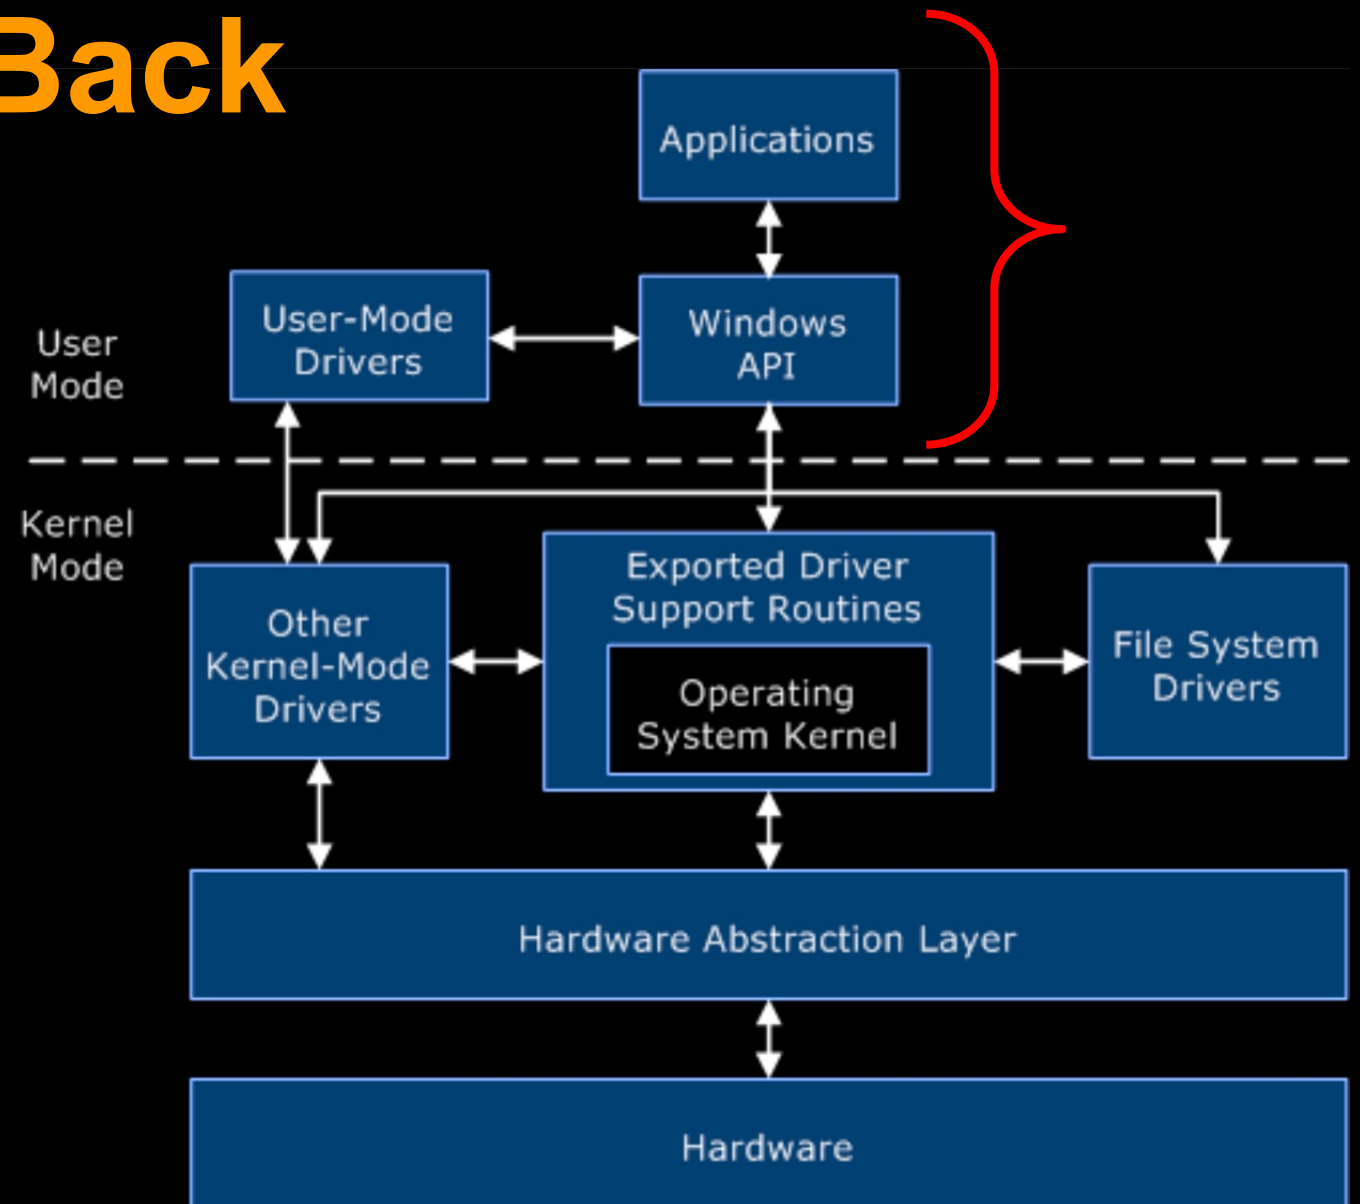 Back
Applications
User-Mode
Drivers
Windows
API
User
Mode
Kernel
Mode
Other
Kernel-Mode
Drivers
Exported Driver
Support Routines
Operating
System Kernel
File System
Drivers
Hardware Abstraction Layer
Hardware